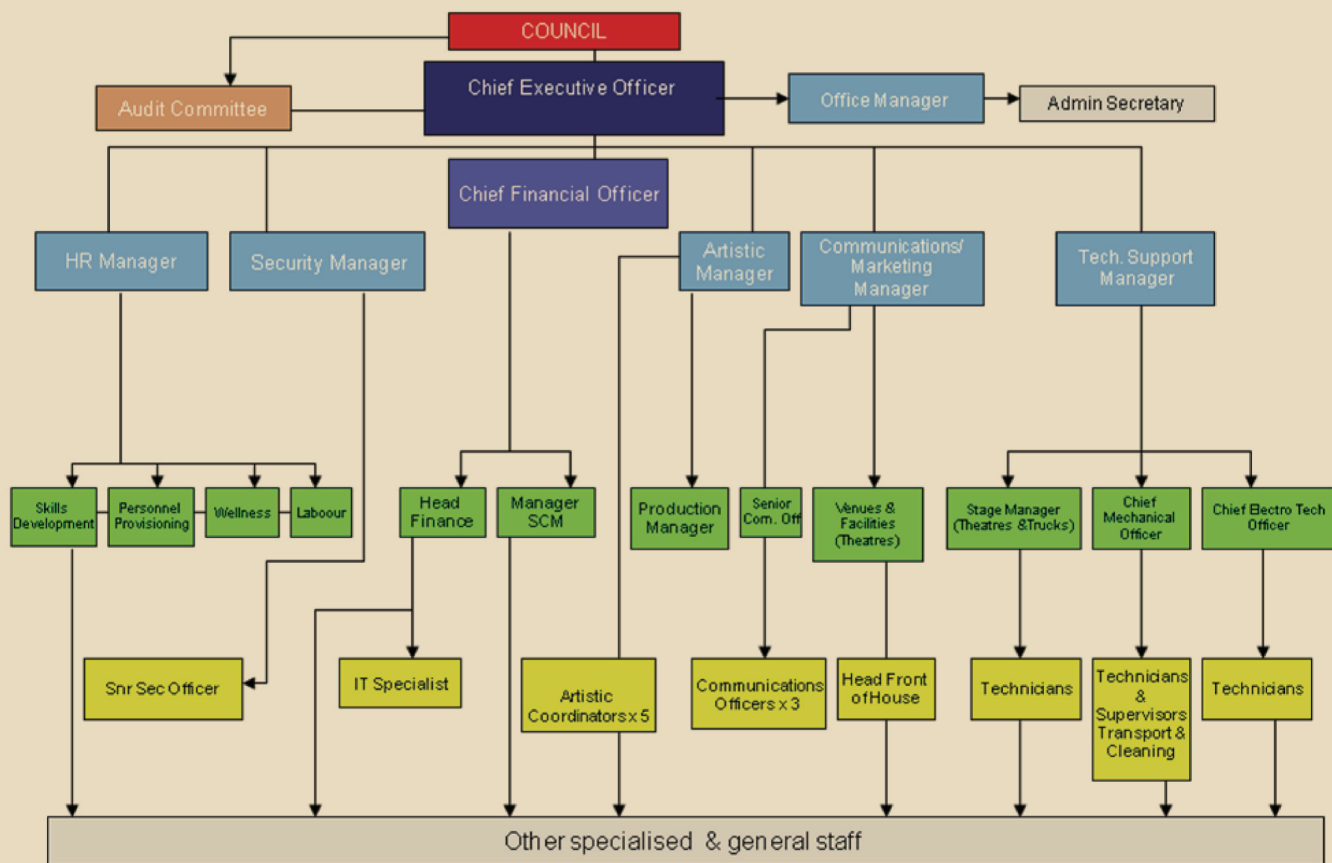 COUNCIL
Chief Executive Officer
Audit Committee
Office Manager
Admin Secretary
Chief Financial Officer
HR Manager
Security Manager
Artistic
Manager
Communications/
Marketing
Manager
Tech. Support
Manager
Skills
Development
Personnel
Provisioning
Wellness
Laboour
Head
Finance
Manager
SCM
Production
Manager
Senior
Com. Off
Venues &
Facilities
(Theatres)
Stage Manager
(Theatres &Trucks)
Chief
Mechanical
Officer
Chief Electro Tech
Officer
Snr Sec Officer
IT Specialist
Artistic
Coordinators x 5
Communications
Officers x 3
Head Front
of House
Technicians
Technicians
&
Supervisors
Transport &
Cleaning
Technicians
Other specialised & general staff